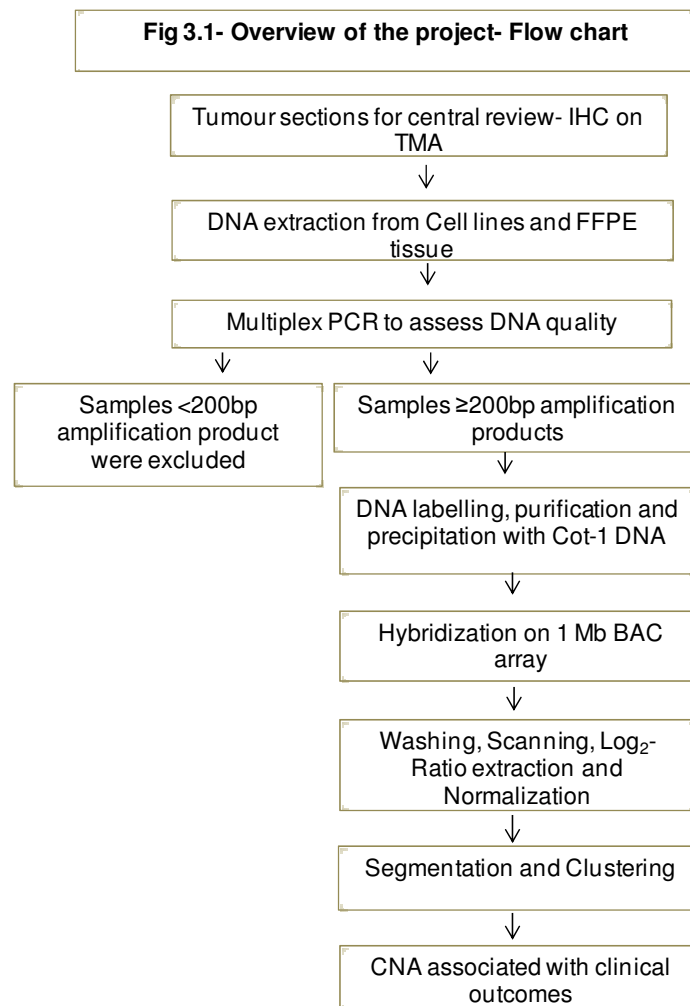 Fig 3.1- Overview of the project- Flow chart
Tumour sections for central review- IHC on
TMA
DNA extraction from Cell lines and FFPE
tissue
Multiplex PCR to assess DNA quality
Samples <200bp
amplification product
were excluded
Samples ≥200bp amplification
products
DNA labelling, purification and
precipitation with Cot-1 DNA
Hybridization on 1 Mb BAC
array
Washing, Scanning, Log₂-
Ratio extraction and
Normalization
Segmentation and Clustering
CNA associated with clinical
outcomes